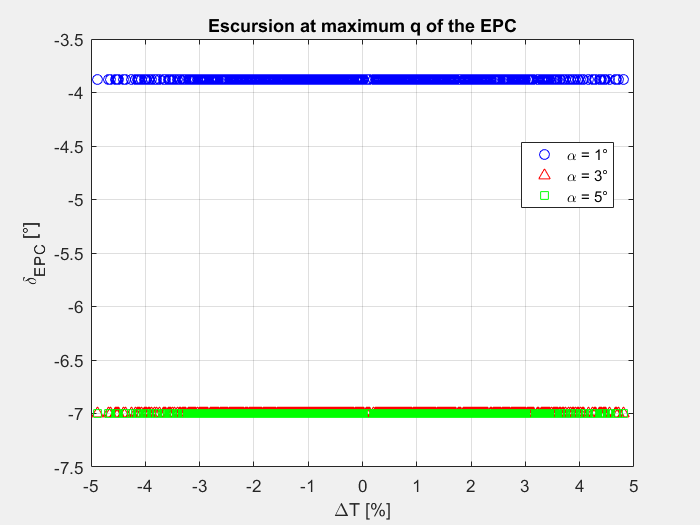 Escursion at maximum q of the EPC
-3.5
-4
-4.5
-5
-5.5
-6
-6.5
-7
-7.5
δEPC [°]
α = 1°
α = 3°
α = 5°
-5 -4 -3 -2 -1 0 1 2 3 4 5
ΔT [%]